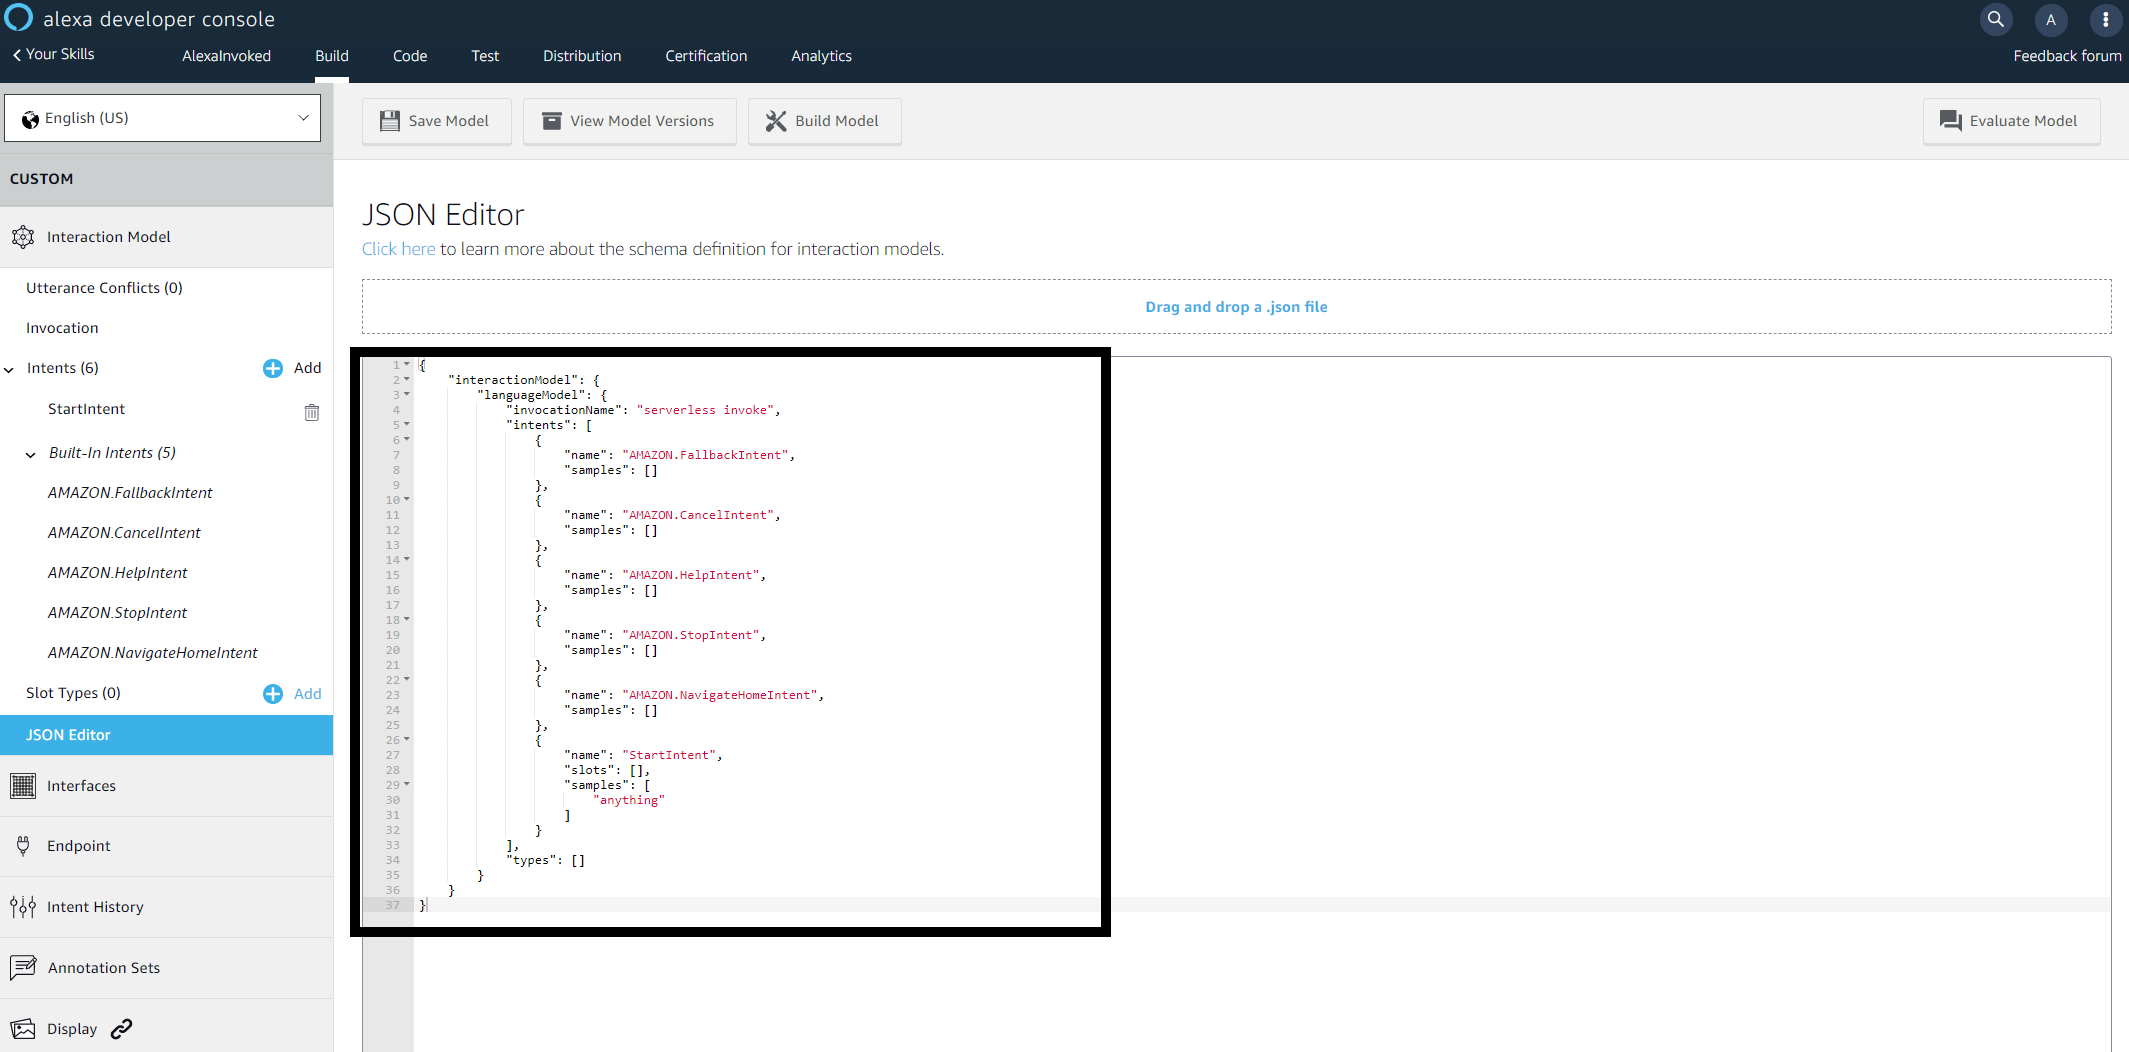 alexa developer console
A
Your Skills
AlexaInvoked
Build
Code
Test
Distribution
Certification
Analytics
Feedback forum
English (US)
Save Model
View Model Versions
Build Model
Evaluate Model
CUSTOM
Interaction Model
Utterance Conflicts (0)
Invocation
Intents (6)
Add
StartIntent
Built-In Intents (5)
AMAZON.FallbackIntent
AMAZON.CancelIntent
AMAZON.HelpIntent
AMAZON.StopIntent
AMAZON.NavigateHomeIntent
Slot Types (0)
Add
JSON Editor
Interfaces
Endpoint
Intent History
Annotation Sets
Display
JSON Editor
Click here to learn more about the schema definition for interaction models.
Drag and drop a .json file
1 {
2 "interactionModel": {
3 "languageModel": {
4 "invocationName": "serverless invoke",
5 "intents": [
6 {
7 "name": "AMAZON.FallbackIntent",
8 "samples": []
9 },
10 {
11 "name": "AMAZON.CancelIntent",
12 "samples": []
13 },
14 {
15 "name": "AMAZON.HelpIntent",
16 "samples": []
17 },
18 {
19 "name": "AMAZON.StopIntent",
20 "samples": []
21 },
22 {
23 "name": "AMAZON.NavigateHomeIntent",
24 "samples": []
25 },
26 {
27 "name": "StartIntent",
28 "slots": [],
29 "samples": [
30 "anything"
31 ]
32 }
33 ],
34 "types": []
35 }
36 }
37 }